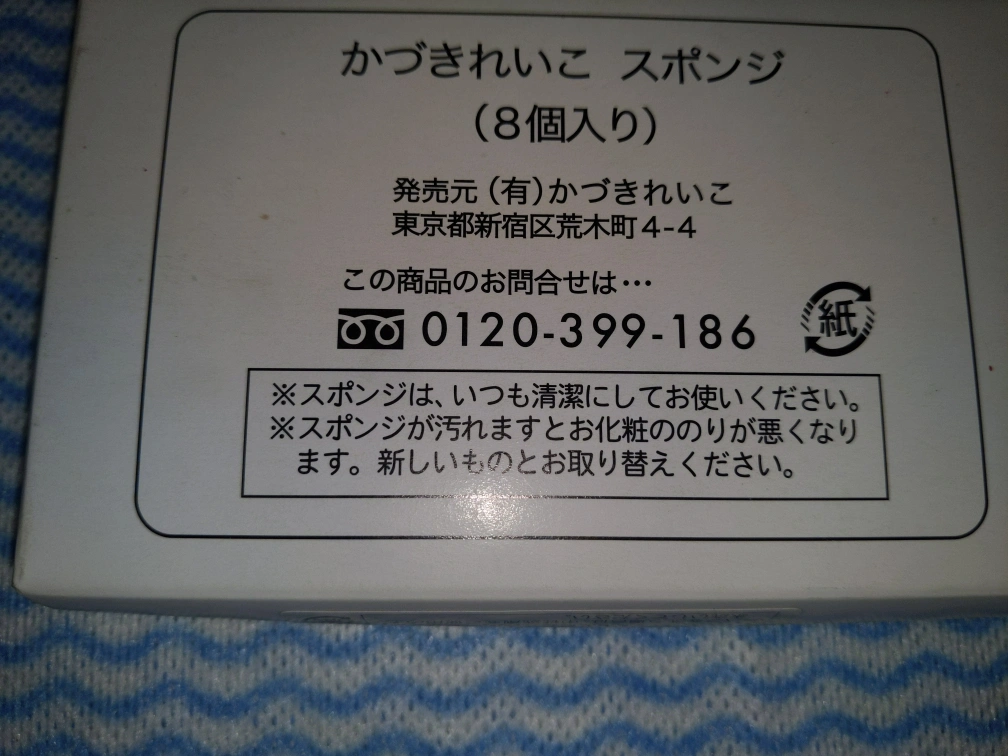 かづきれいこ スポンジ
（8個入り）
発売元（有）かづきれいこ
東京都新宿区荒木町4-4
この商品のお問合せは…
0120-399-186
紙
※スポンジは、いつも清潔にしてお使いください。
※スポンジが汚れますとお化粧ののりが悪くなり
ます。新しいものとお取り替えください。